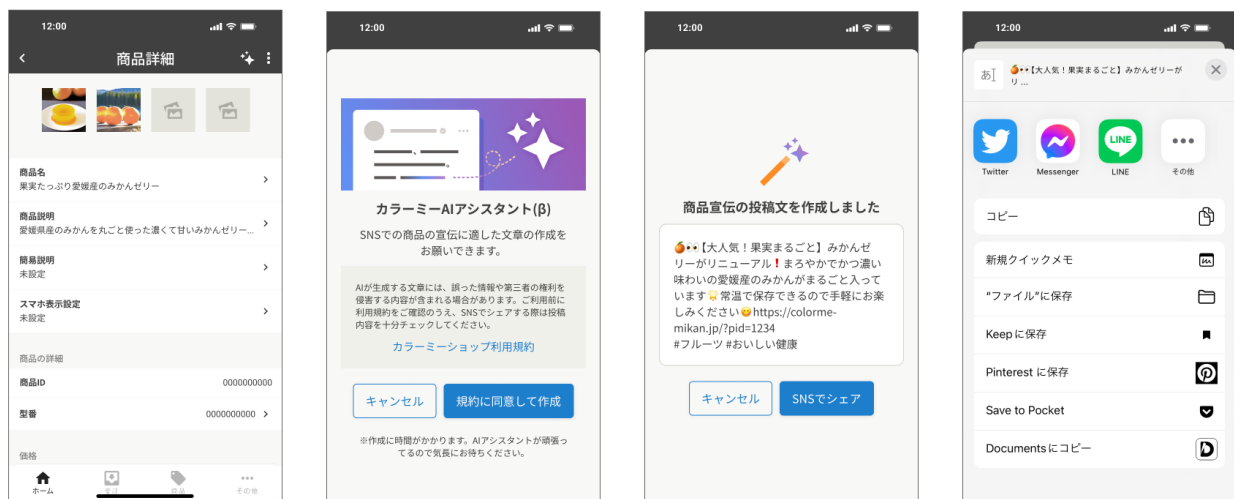 12:00
商品詳細
商品名
果実たっぷり愛媛産のみかんゼリー
商品説明
愛媛県産のみかんを丸ごと使った濃くて甘いみかんゼリー...
簡易説明
未設定
スマホ表示設定
未設定
商品の詳細
商品ID 0000000000
型番 0000000000
価格
ホーム 受注 商品 その他
12:00
カラーミーAIアシスタント(β)
SNSでの商品の宣伝に適した文章の作成を
お願いできます。
AIが生成する文章には、誤った情報や第三者の権利を
侵害する内容が含まれる場合があります。ご利用前に
利用規約をご確認のうえ、SNSでシェアする際は投稿
内容を十分チェックしてください。
カラーミーショップ利用規約
キャンセル 規約に同意して作成
※作成に時間がかかります。AIアシスタントが頑張っ
てるので気長にお待ちください。
12:00
商品宣伝の投稿文を作成しました
🍊👀【大人気！果実まるごと】みかんゼ
リーがリニューアル❗まろやかでかつ濃い
味わいの愛媛産のみかんがまるごと入って
います🌟常温で保存できるので手軽にお楽
しみください😋https://colorme-
mikan.jp/?pid=1234
#フルーツ #おいしい健康
キャンセル SNSでシェア
12:00
あ 🍊👀【大人気！果実まるごと】みかんゼリーが
リ ...
Twitter Messenger LINE その他
コピー
新規クイックメモ
"ファイル"に保存
Keep に保存
Pinterest に保存
Save to Pocket
Documents にコピー